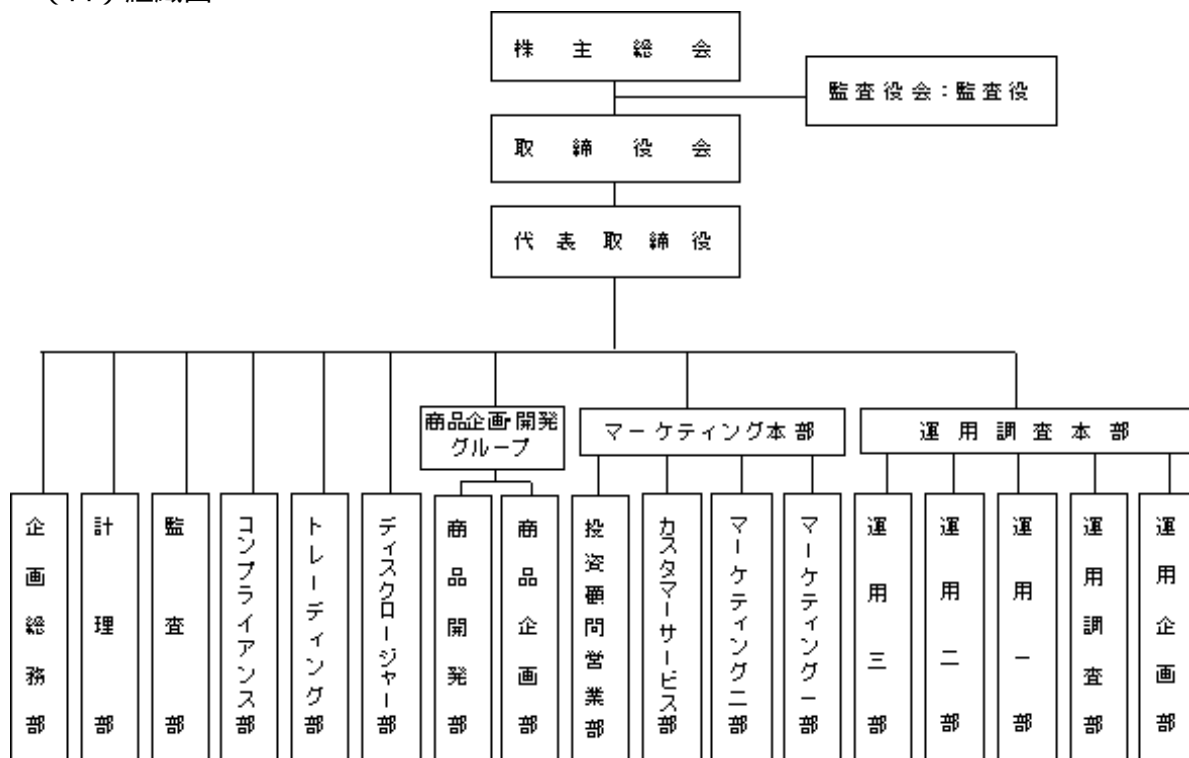 株主総会
監査役会：監査役
取締役会
代表取締役
商品企画・開発
グループ
マーケティング本部
運用調査本部
企画総務部
計理部
監査部
コンプライアンス部
トレーディング部
ディスクロージャー部
商品開発部
商品企画部
投資顧問営業部
カスタマーサービス部
マーケティング二部
マーケティング一部
運用三部
運用二部
運用一部
運用調査部
運用企画部